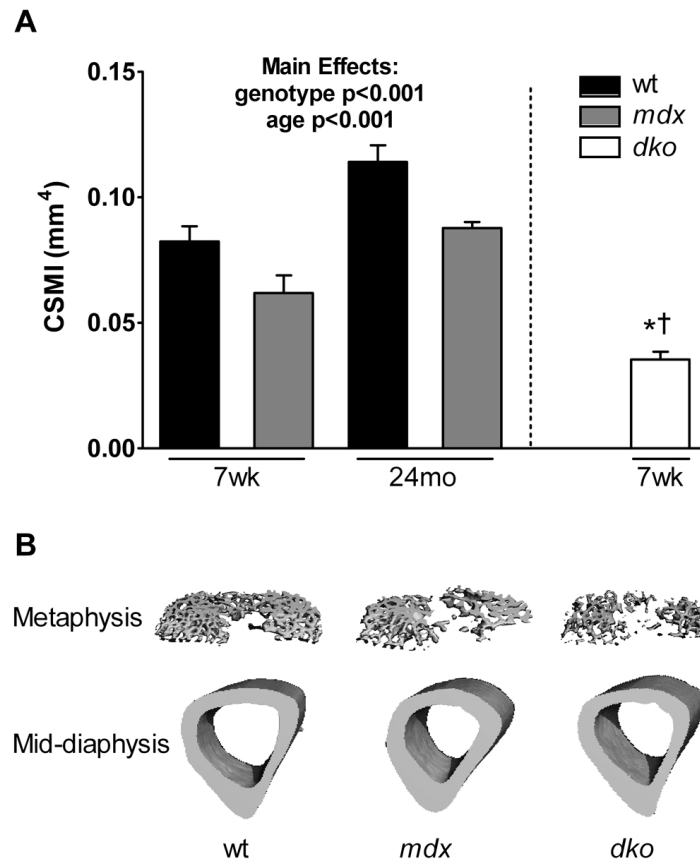 A
0.15
0.10
0.05
0.00
CSMI (mm⁴)
Main Effects:
genotype p<0.001
age p<0.001
wt
mdx
dko
*†
7wk
24mo
7wk
B
Metaphysis
Mid-diaphysis
wt
mdx
dko